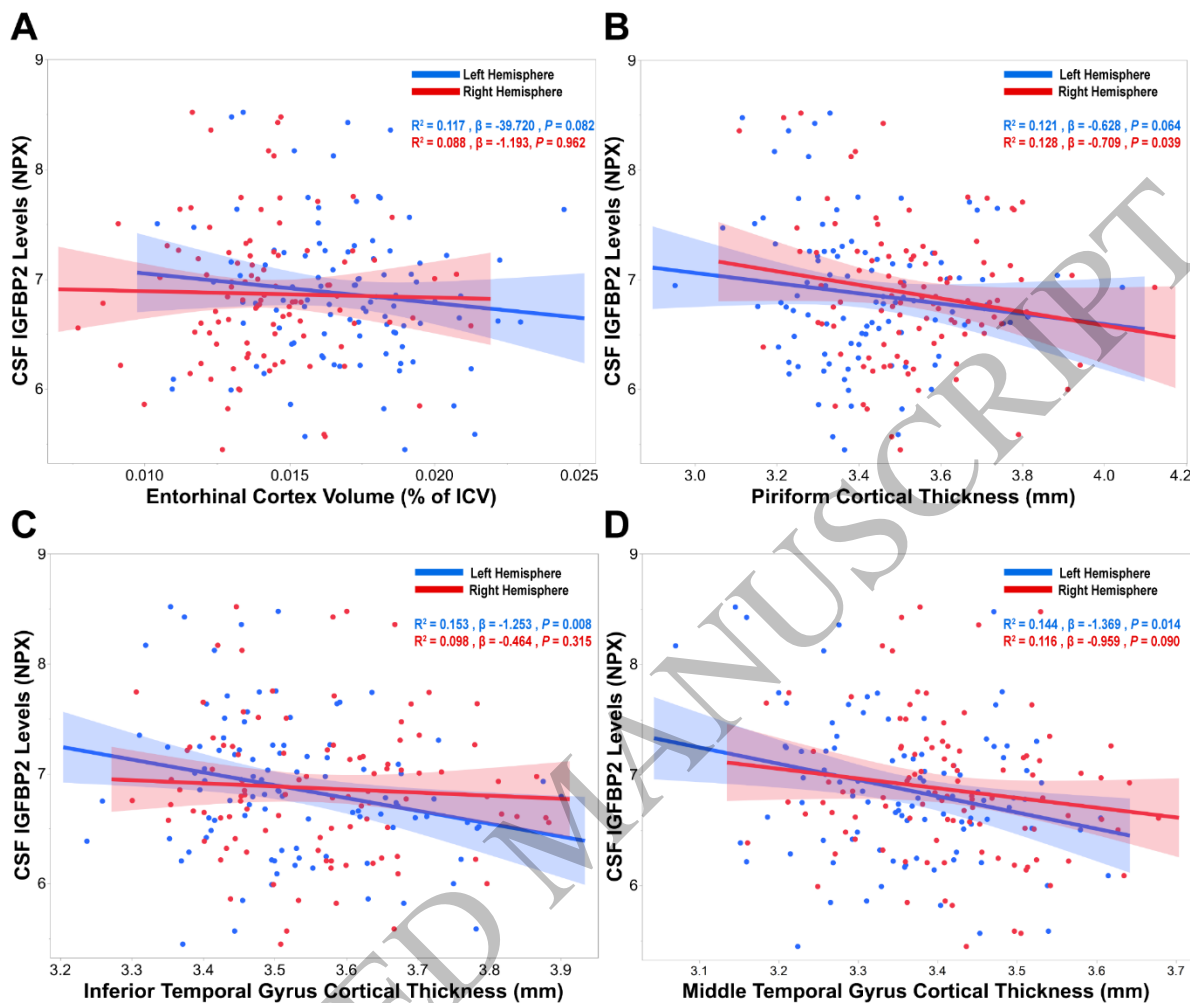 A
CSF IGFBP2 Levels (NPX)
9
8
7
6
Left Hemisphere
Right Hemisphere
R² = 0.117 , β = -39.720 , P = 0.082
R² = 0.088 , β = -1.193, P = 0.962
0.010 0.015 0.020 0.025
Entorhinal Cortex Volume (% of ICV)
B
CSF IGFBP2 Levels (NPX)
9
8
7
6
Left Hemisphere
Right Hemisphere
R² = 0.121 , β = -0.628 , P = 0.064
R² = 0.128 , β = -0.709 , P = 0.039
3.0 3.2 3.4 3.6 3.8 4.0 4.2
Piriform Cortical Thickness (mm)
C
CSF IGFBP2 Levels (NPX)
9
8
7
6
Left Hemisphere
Right Hemisphere
R² = 0.153 , β = -1.253 , P = 0.008
R² = 0.098 , β = -0.464 , P = 0.315
3.2 3.3 3.4 3.5 3.6 3.7 3.8 3.9
Inferior Temporal Gyrus Cortical Thickness (mm)
D
CSF IGFBP2 Levels (NPX)
9
8
7
6
Left Hemisphere
Right Hemisphere
R² = 0.144 , β = -1.369 , P = 0.014
R² = 0.116 , β = -0.959 , P = 0.090
3.1 3.2 3.3 3.4 3.5 3.6 3.7
Middle Temporal Gyrus Cortical Thickness (mm)
ED MANUSCRIPT